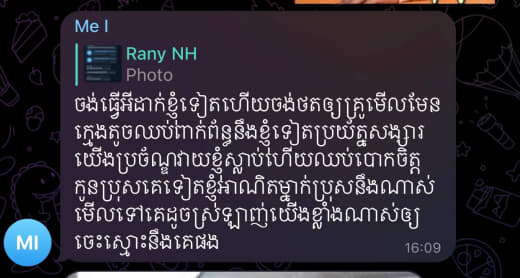 Me I
Rany NH
Photo
ចង់ធ្វើអីដាក់ខ្ញុំទៀតហើយចង់ថតឲ្យគ្រូមើលមែន
ក្មេងតូចឈប់ពាក់ព័ន្ធនឹងខ្ញុំទៀតប្រយ័ត្នសង្សារ
យើងប្រច័ណ្ឌវាយខ្ញុំស្លាប់ហើយឈប់បោកចិត្ត
កូនប្រុសគេទៀតខ្ញុំអាណិតម្នាក់ប្រុសនឹងណាស់
មើលទៅគេដូចស្រឡាញ់យើងខ្លាំងណាស់ឲ្យ
ចេះស្មោះនឹងគេផង
16:09
MI